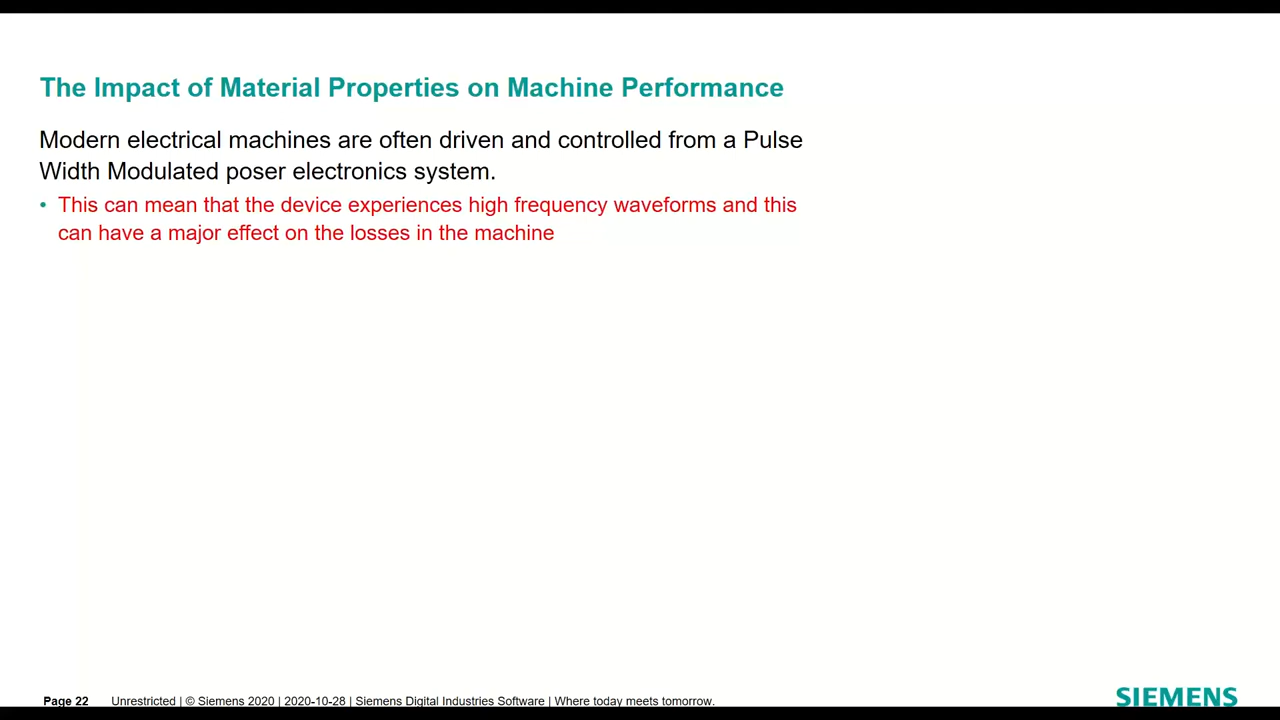 The Impact of Material Properties on Machine Performance
Modern electrical machines are often driven and controlled from a Pulse
Width Modulated poser electronics system.
• This can mean that the device experiences high frequency waveforms and this
can have a major effect on the losses in the machine
Page 22 Unrestricted | © Siemens 2020 | 2020-10-28 | Siemens Digital Industries Software | Where today meets tomorrow.
SIEMENS